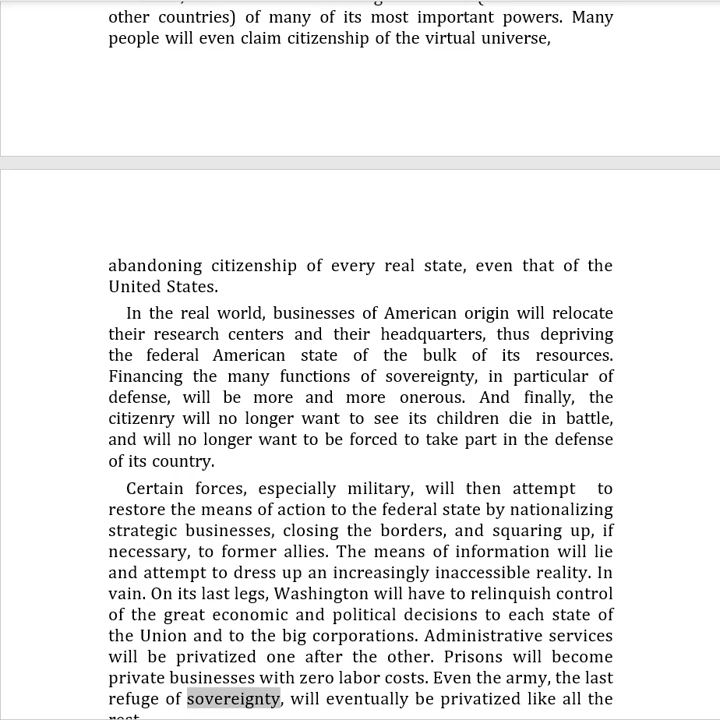 other countries) of many of its most important powers. Many
people will even claim citizenship of the virtual universe,
abandoning citizenship of every real state, even that of the
United States.
In the real world, businesses of American origin will relocate
their research centers and their headquarters, thus depriving
the federal American state of the bulk of its resources.
Financing the many functions of sovereignty, in particular of
defense, will be more and more onerous. And finally, the
citizenry will no longer want to see its children die in battle,
and will no longer want to be forced to take part in the defense
of its country.
Certain forces, especially military, will then attempt to
restore the means of action to the federal state by nationalizing
strategic businesses, closing the borders, and squaring up, if
necessary, to former allies. The means of information will lie
and attempt to dress up an increasingly inaccessible reality. In
vain. On its last legs, Washington will have to relinquish control
of the great economic and political decisions to each state of
the Union and to the big corporations. Administrative services
will be privatized one after the other. Prisons will become
private businesses with zero labor costs. Even the army, the last
refuge of sovereignty, will eventually be privatized like all the